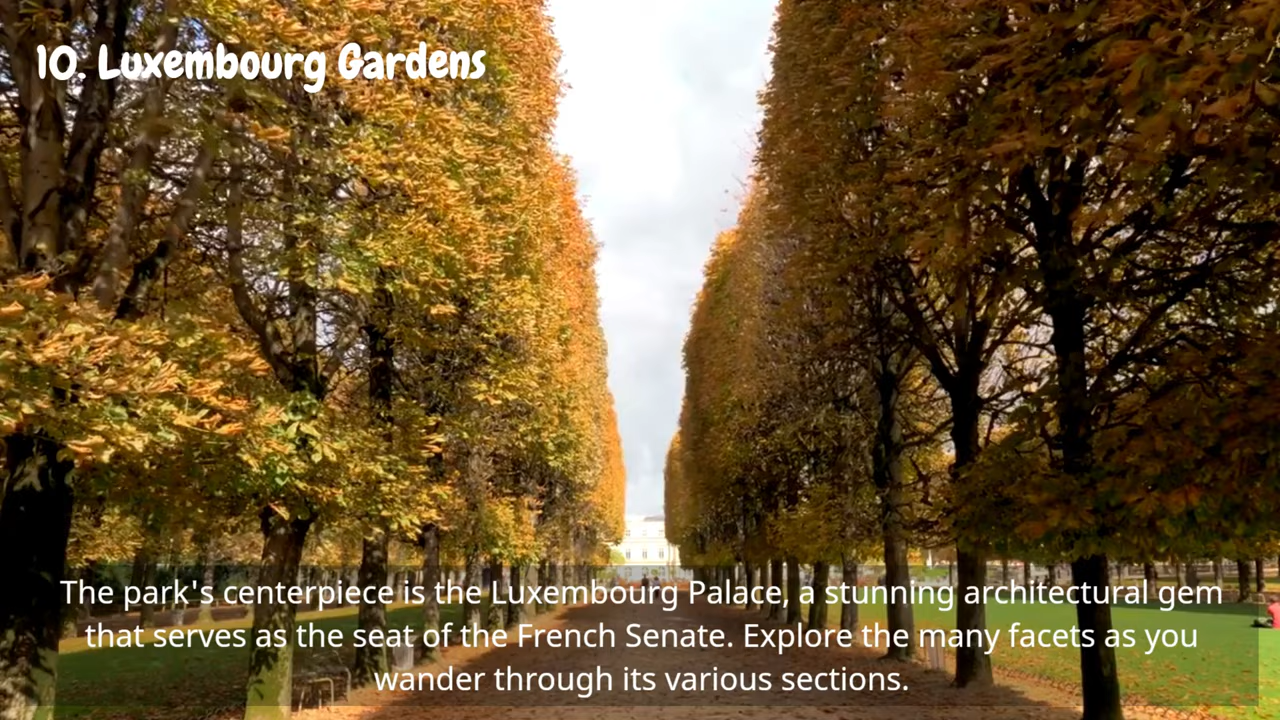 10. Luxembourg Gardens
The park's centerpiece is the Luxembourg Palace, a stunning architectural gem
that serves as the seat of the French Senate. Explore the many facets as you
wander through its various sections.